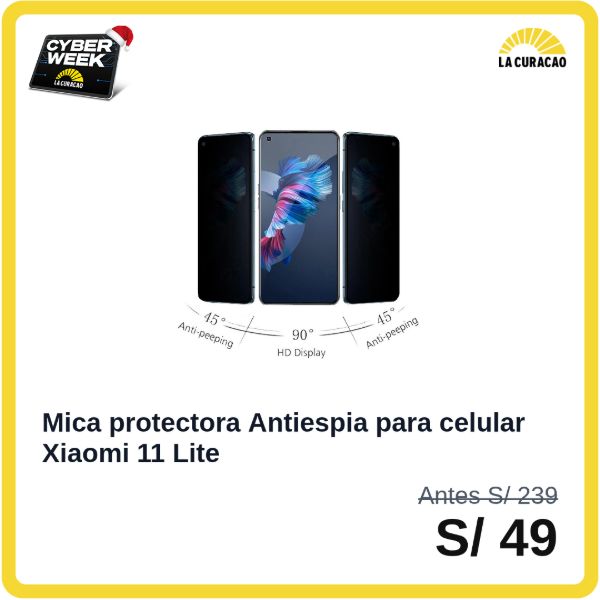 CYBER
WEEK
LA CURACAO
LA CURACAO
45°
Anti-peeping
90°
HD Display
45°
Anti-peeping
Mica protectora Antiespia para celular
Xiaomi 11 Lite
Antes S/ 239
S/ 49